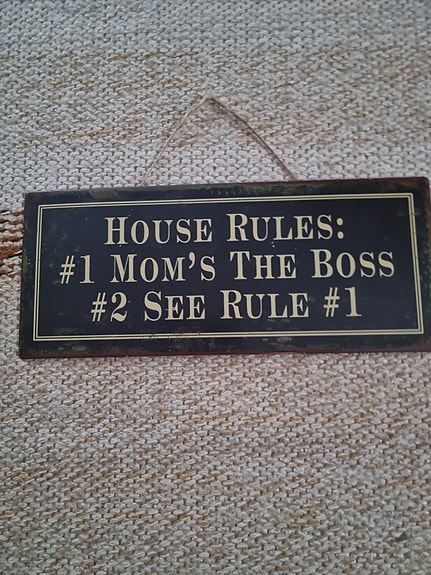 HOUSE RULES:
#1 MOM'S THE BOSS
#2 SEE RULE #1